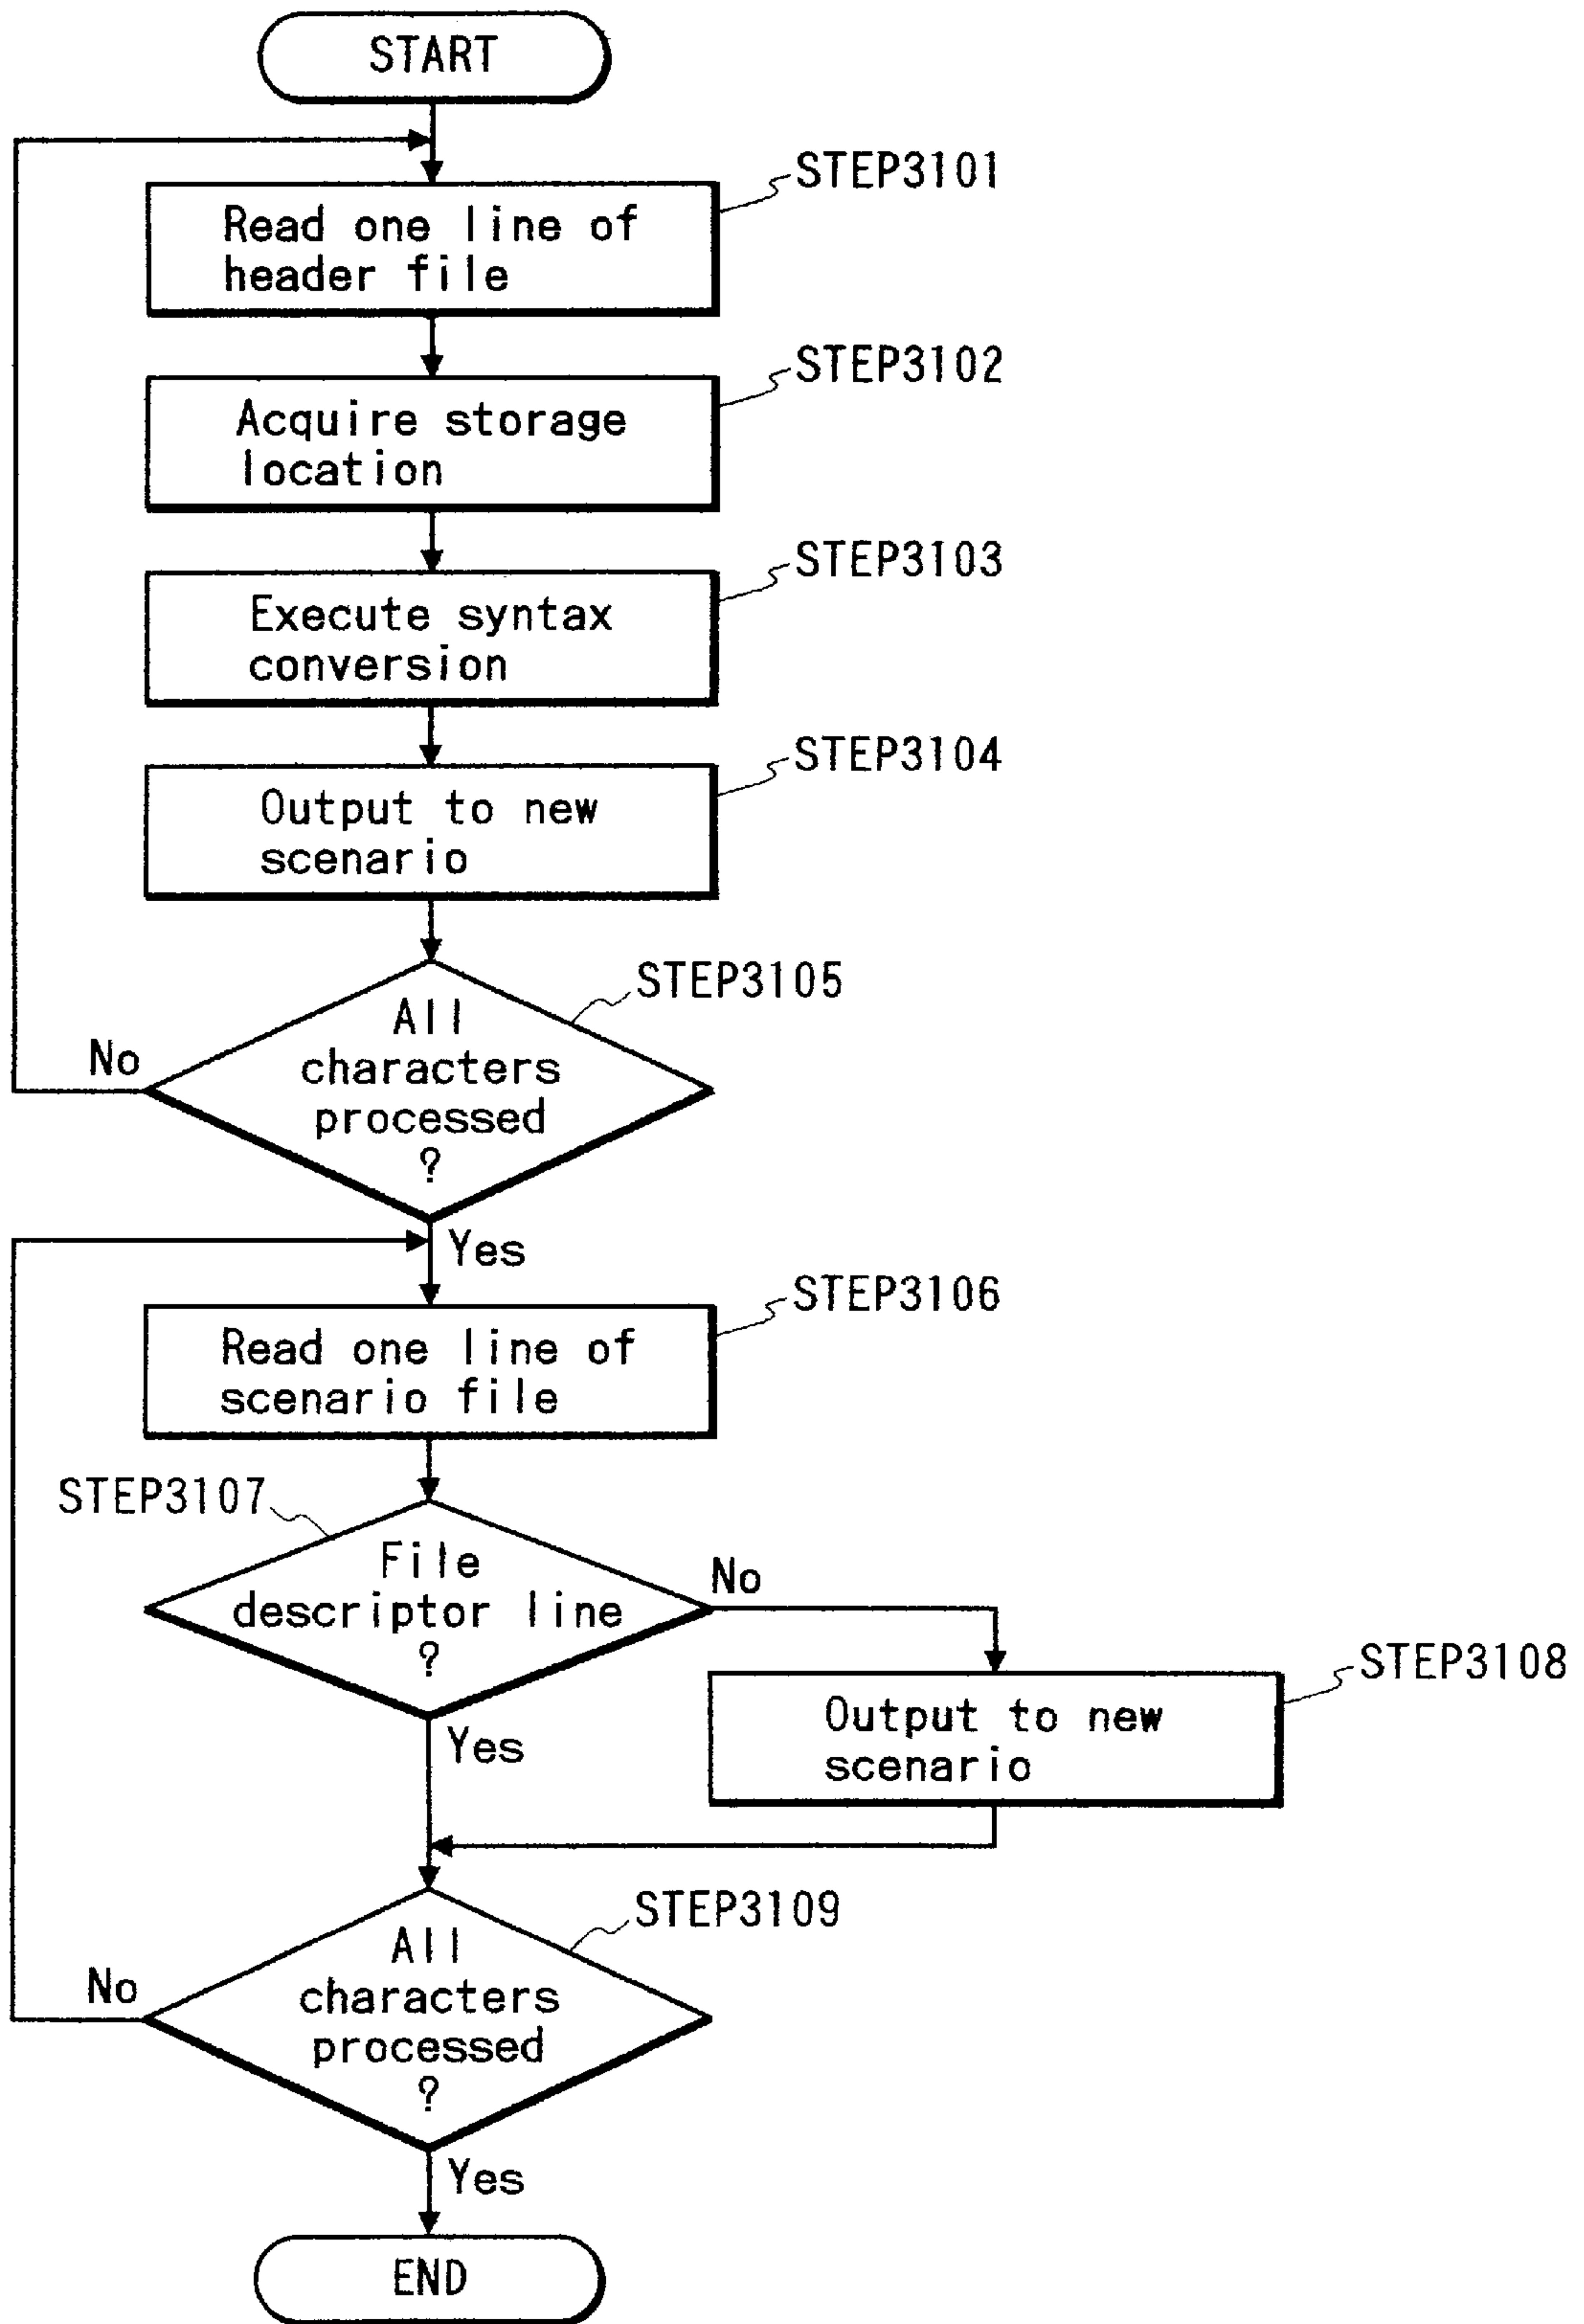 START
STEP3101
Read one line of
header file
STEP3102
Acquire storage
location
STEP3103
Execute syntax
conversion
STEP3104
Output to new
scenario
STEP3105
All
characters
processed
?
No
Yes
STEP3106
Read one line of
scenario file
STEP3107
File
descriptor line
?
No
STEP3108
Output to new
scenario
Yes
STEP3109
All
characters
processed
?
No
Yes
END